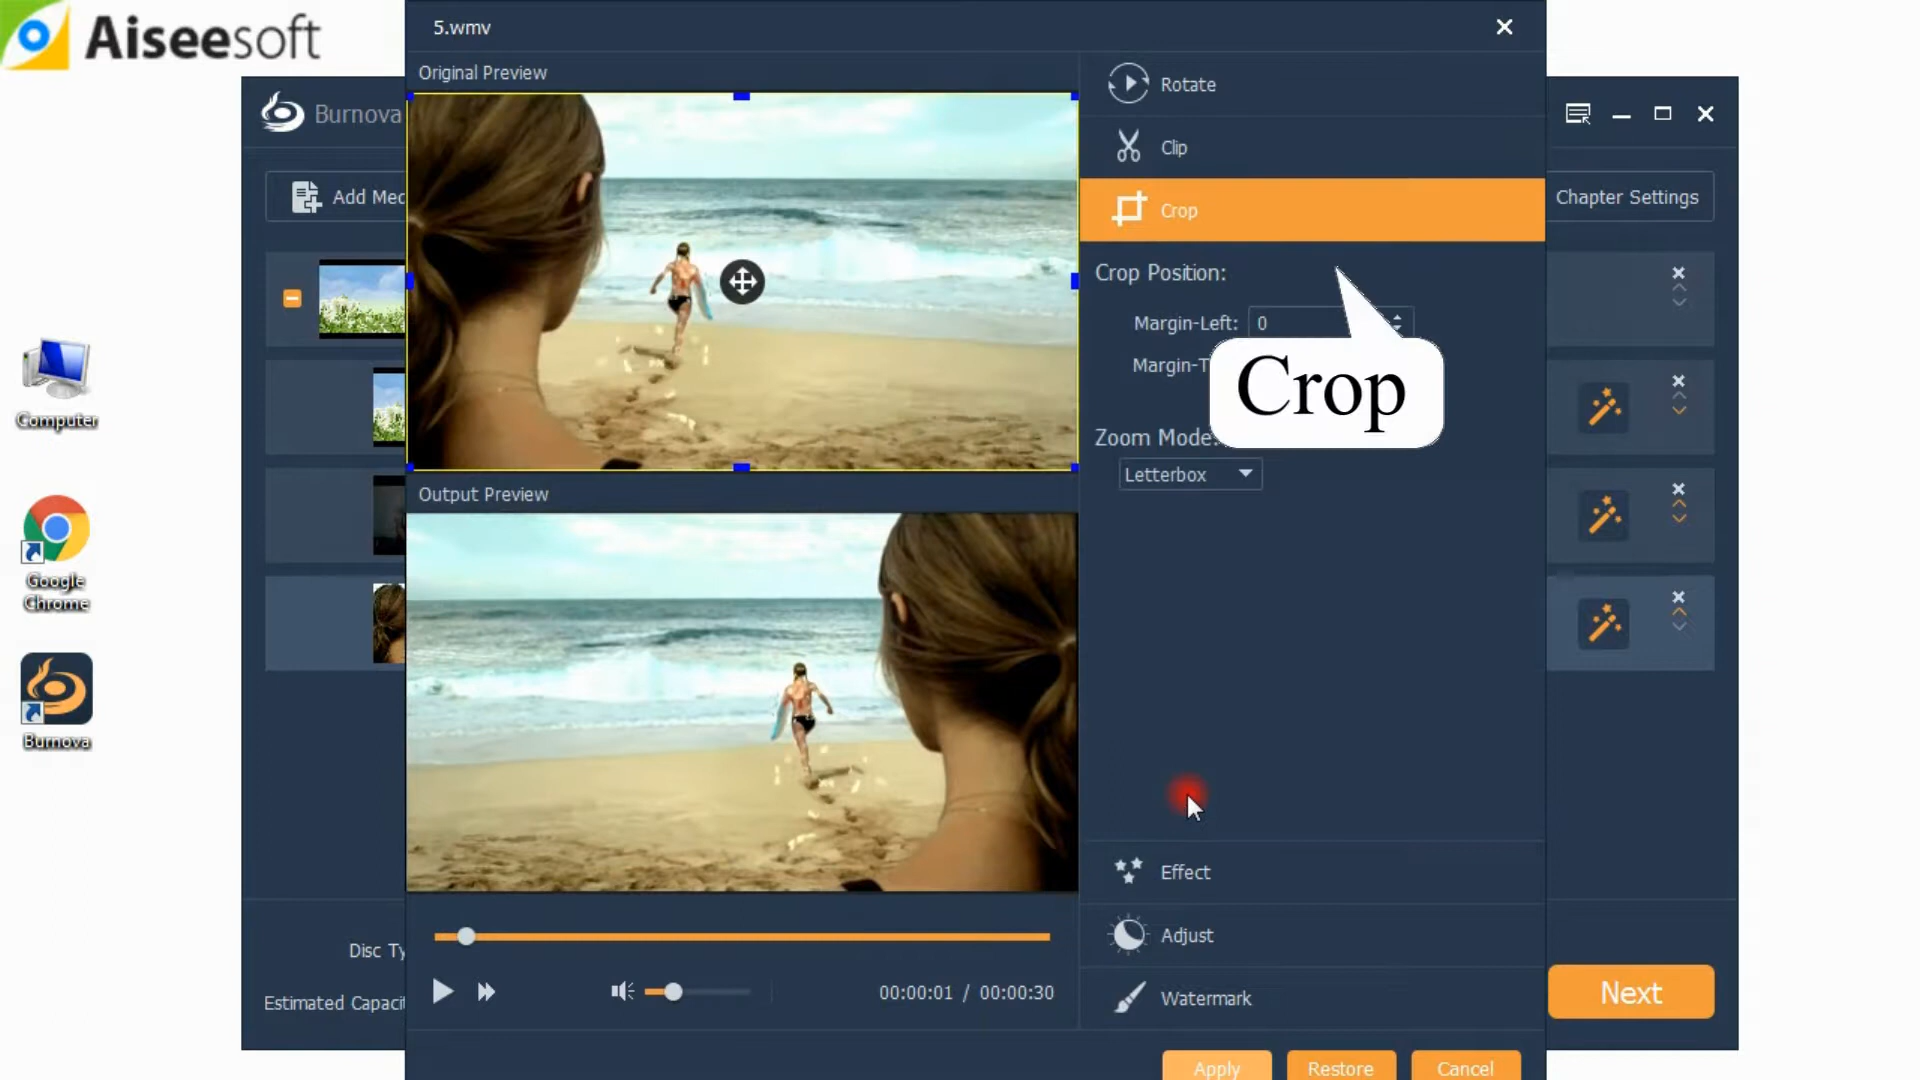 Aiseesoft
5.wmv
Original Preview
Rotate
Burnova
Clip
Add Mec
Crop
Chapter Settings
Crop Position:
Margin-Left: 0
Margin-T
Crop
Computer
Zoom Mode:
Letterbox
Output Preview
Google
Chrome
Burnova
Effect
Adjust
Disc Ty
00:00:01 / 00:00:30
Watermark
Estimated Capacit
Next
Apply
Restore
Cancel